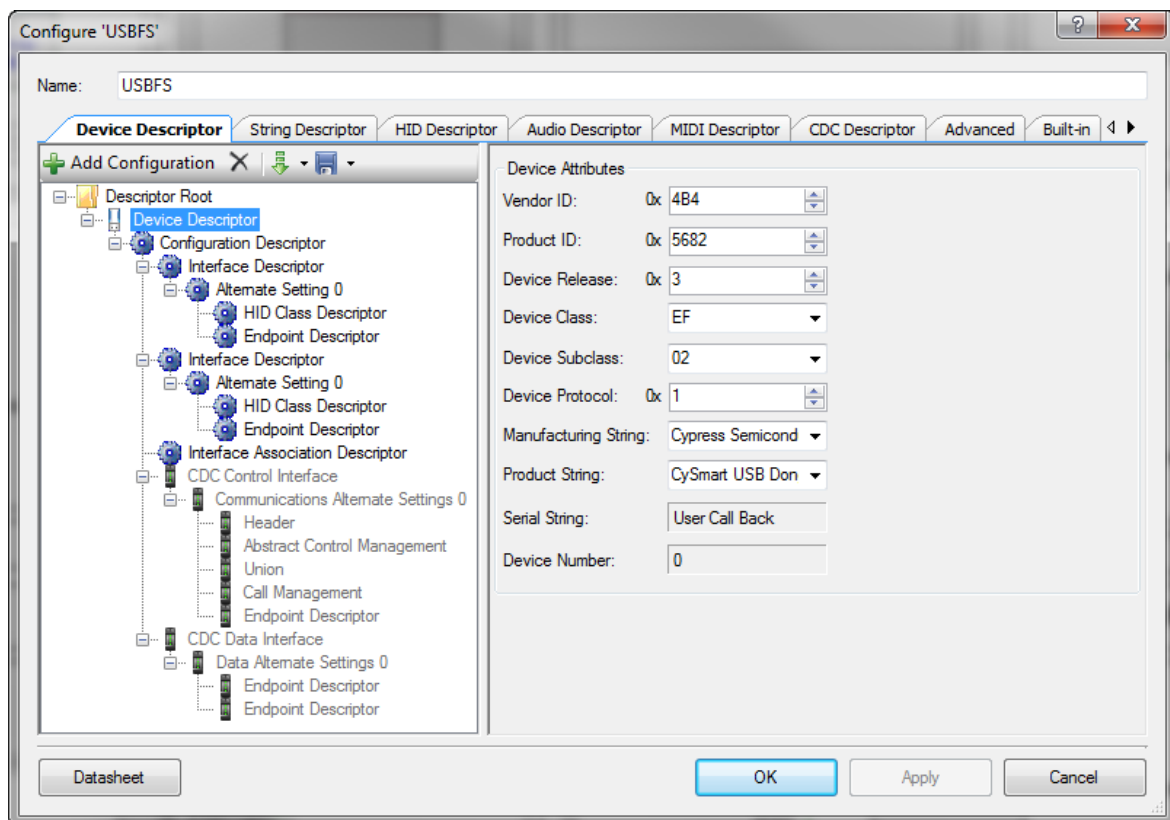 Configure 'USBFS'
Name: USBFS
Device Descriptor String Descriptor HID Descriptor Audio Descriptor MIDI Descriptor CDC Descriptor Advanced Built-in
Add Configuration
Descriptor Root
Device Descriptor
Configuration Descriptor
Interface Descriptor
Alternate Setting 0
HID Class Descriptor
Endpoint Descriptor
Interface Descriptor
Alternate Setting 0
HID Class Descriptor
Endpoint Descriptor
Interface Association Descriptor
CDC Control Interface
Communications Alternate Settings 0
Header
Abstract Control Management
Union
Call Management
Endpoint Descriptor
CDC Data Interface
Data Alternate Settings 0
Endpoint Descriptor
Endpoint Descriptor
Device Attributes
Vendor ID: 0x 4B4
Product ID: 0x 5682
Device Release: 0x 3
Device Class: EF
Device Subclass: 02
Device Protocol: 0x 1
Manufacturing String: Cypress Semicond
Product String: CySmart USB Don
Serial String: User Call Back
Device Number: 0
Datasheet OK Apply Cancel